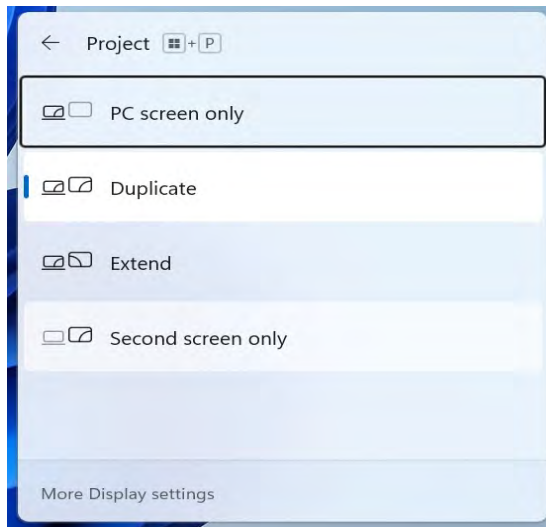 Project +P
PC screen only
Duplicate
Extend
Second screen only
More Display settings